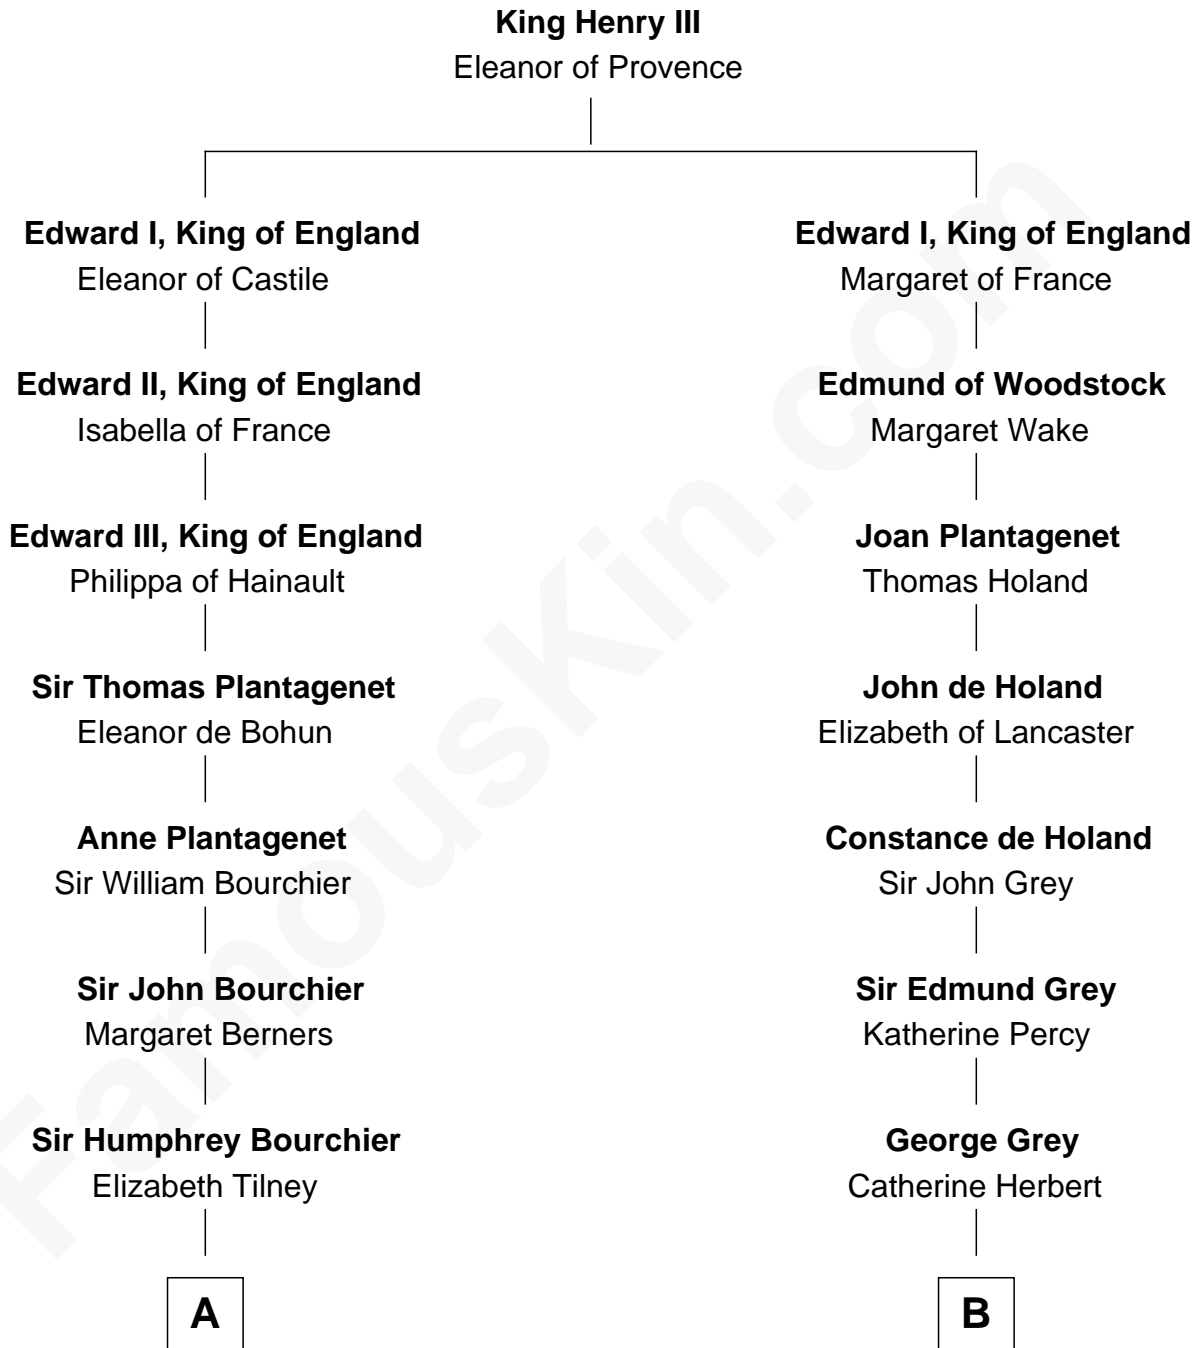 King Henry III
Eleanor of Provence
Edward I, King of England
Eleanor of Castile
Edward II, King of England
Isabella of France
Edward III, King of England
Philippa of Hainault
Sir Thomas Plantagenet
Eleanor de Bohun
Anne Plantagenet
Sir William Bourchier
Sir John Bourchier
Margaret Berners
Sir Humphrey Bourchier
Elizabeth Tilney
A
Edward I, King of England
Margaret of France
Edmund of Woodstock
Margaret Wake
Joan Plantagenet
Thomas Holand
John de Holand
Elizabeth of Lancaster
Constance de Holand
Sir John Grey
Sir Edmund Grey
Katherine Percy
George Grey
Catherine Herbert
B
FamousKin.com